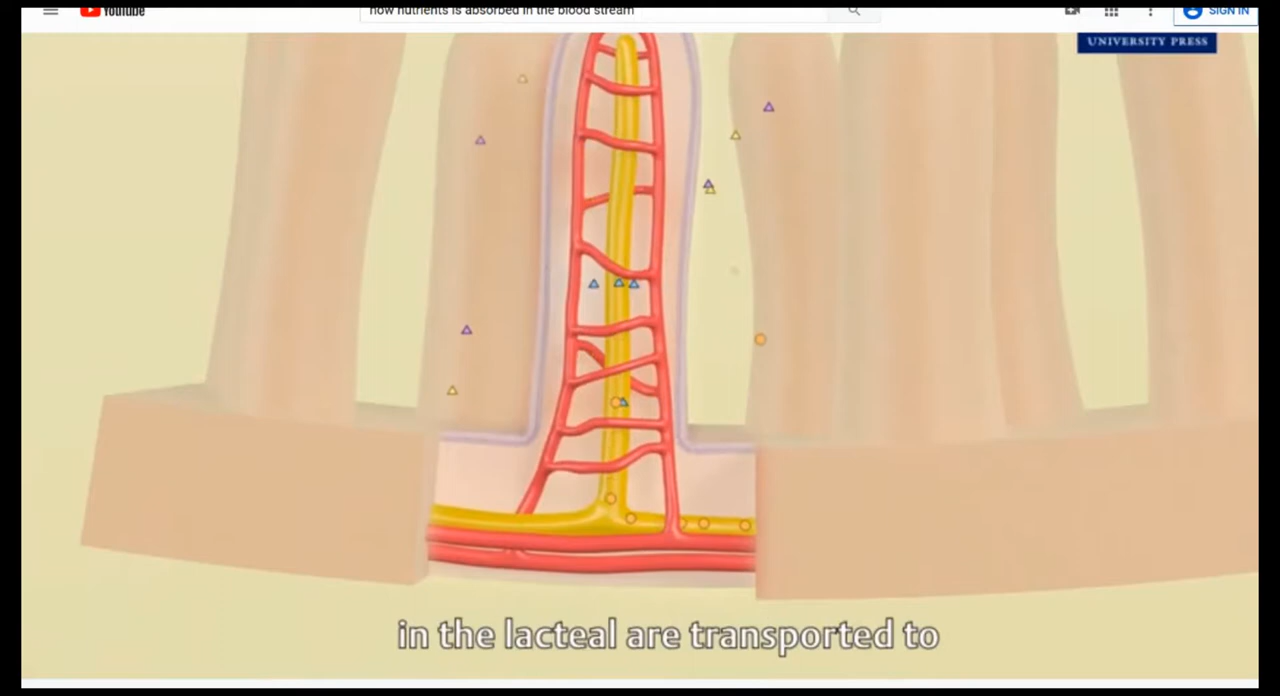 YouTube
how nutrients is absorbed in the blood stream
SIGN IN
UNIVERSITY PRESS
in the lacteal are transported to